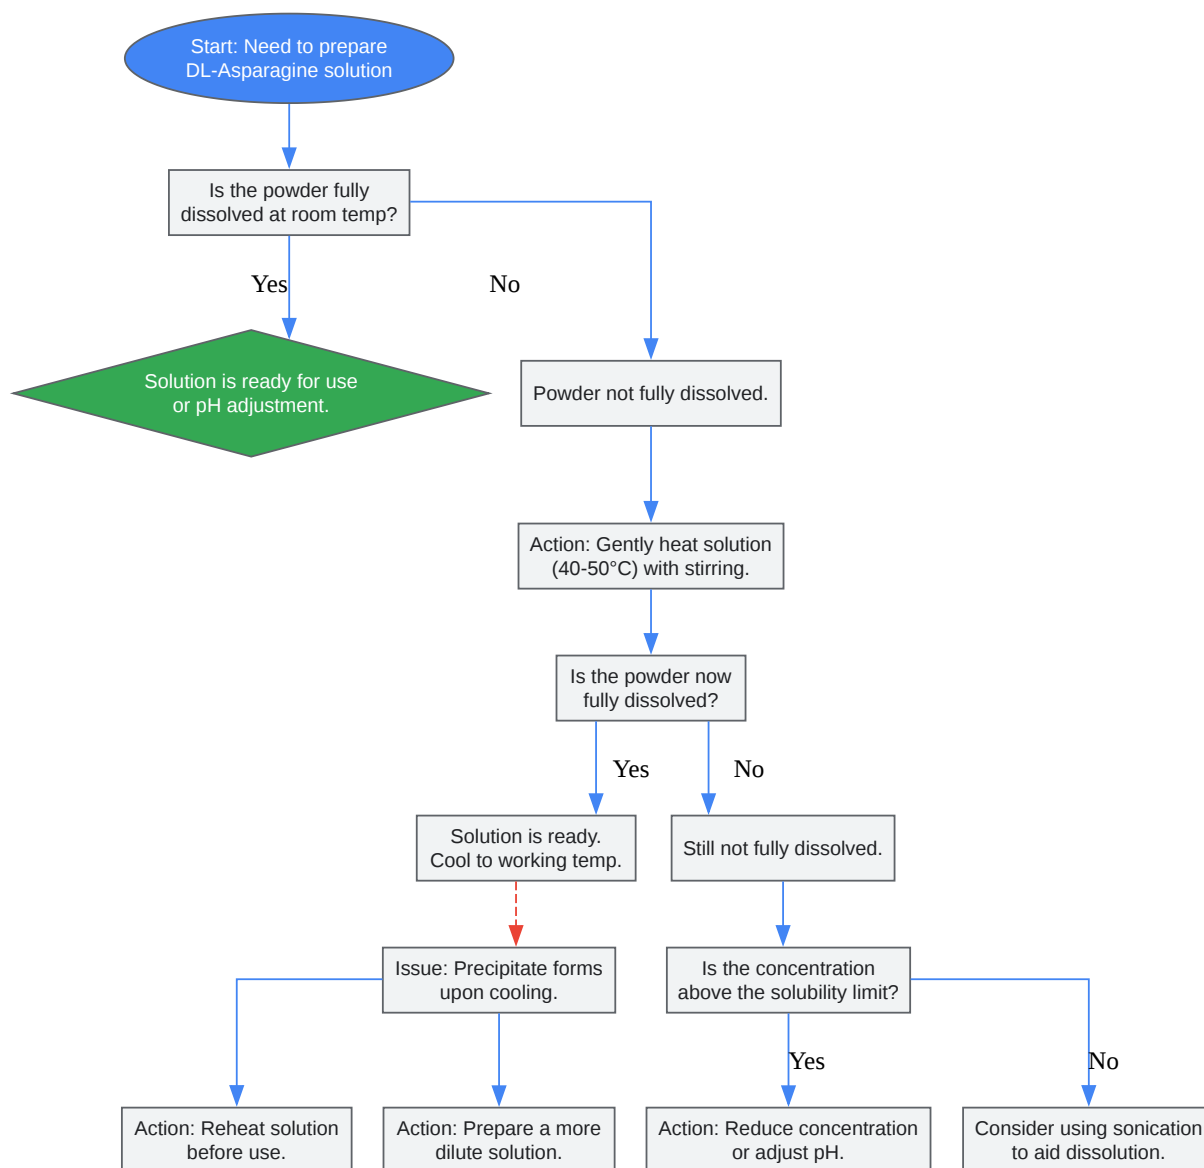 Start: Need to prepare
DL-Asparagine solution
Is the powder fully
dissolved at room temp?
Yes
No
Solution is ready for use
or pH adjustment.
Powder not fully dissolved.
Action: Gently heat solution
(40-50°C) with stirring.
Is the powder now
fully dissolved?
Yes
No
Solution is ready.
Cool to working temp.
Still not fully dissolved.
Issue: Precipitate forms
upon cooling.
Is the concentration
above the solubility limit?
Yes
No
Action: Reheat solution
before use.
Action: Prepare a more
dilute solution.
Action: Reduce concentration
or adjust pH.
Consider using sonication
to aid dissolution.